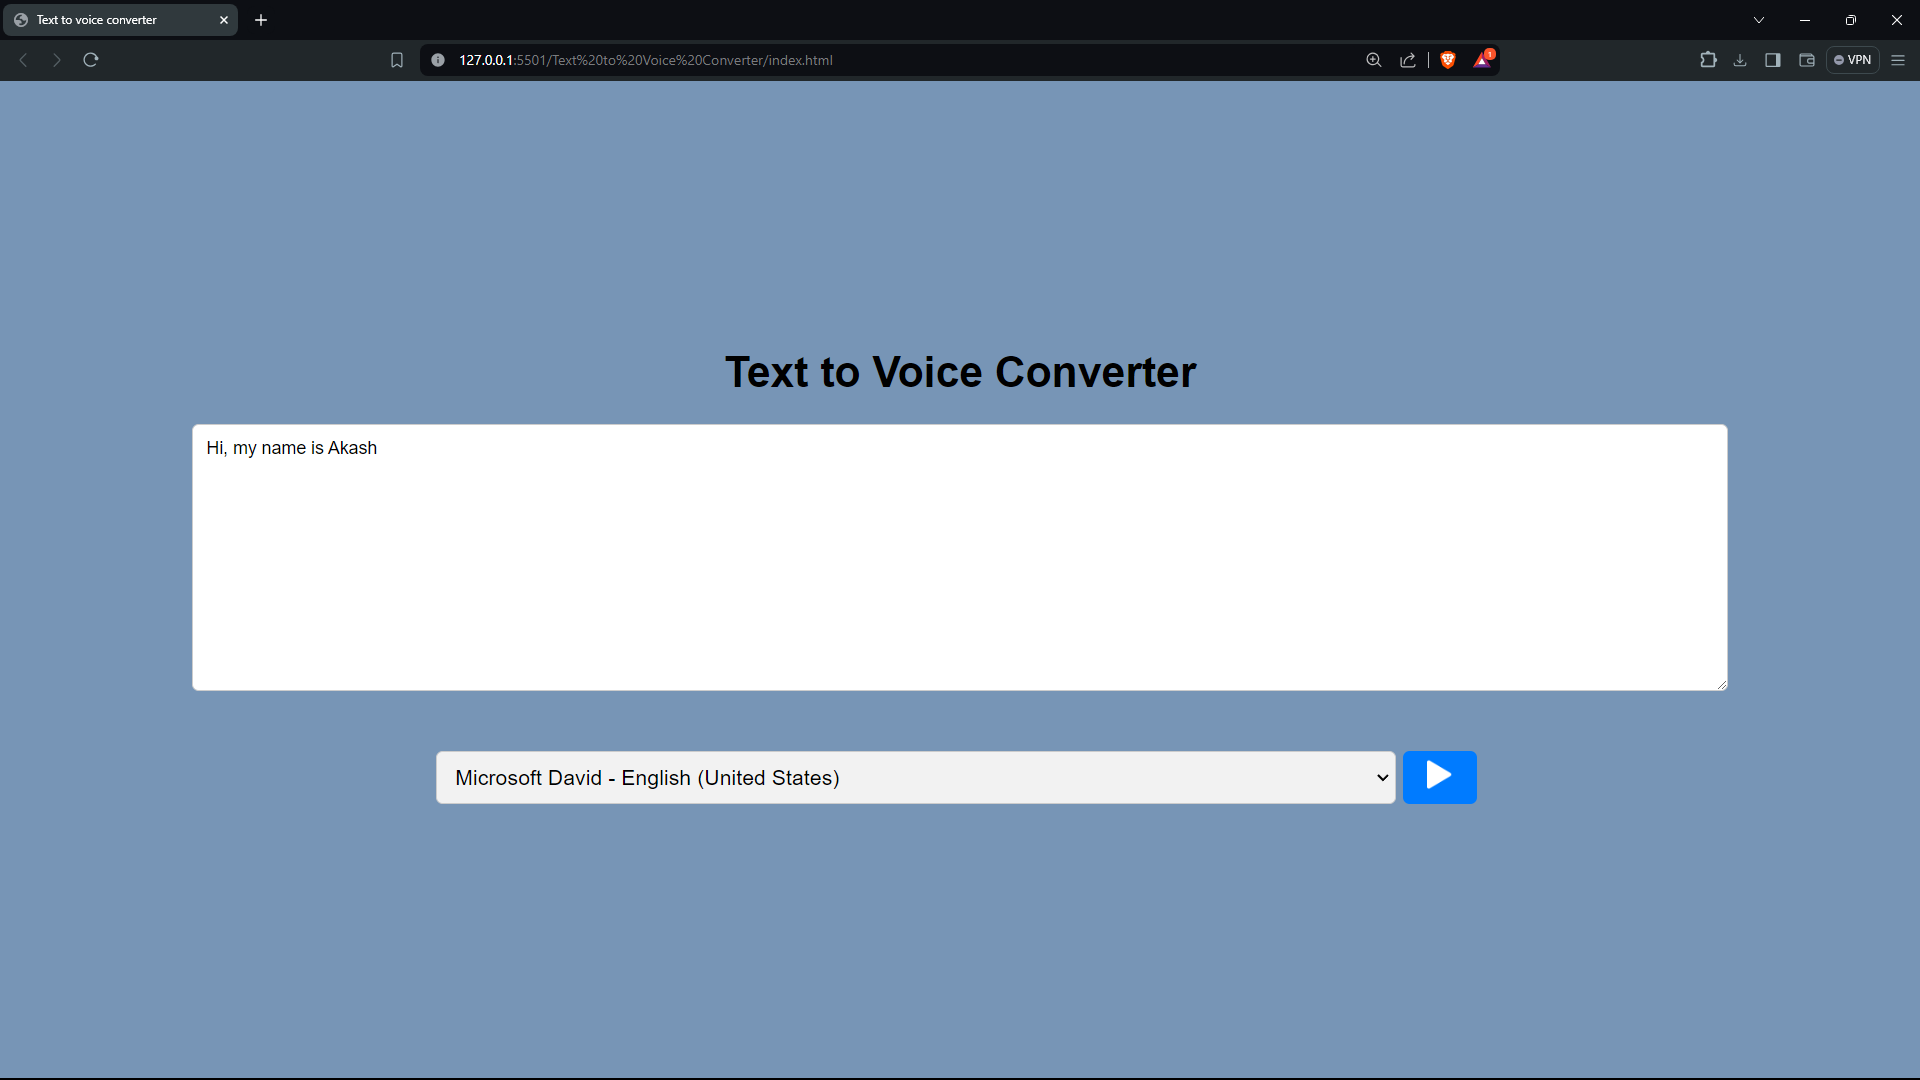 Text to voice converter
127.0.0.1:5501/Text%20to%20Voice%20Converter/index.html
1
VPN
Text to Voice Converter
Hi, my name is Akash
Microsoft David - English (United States)